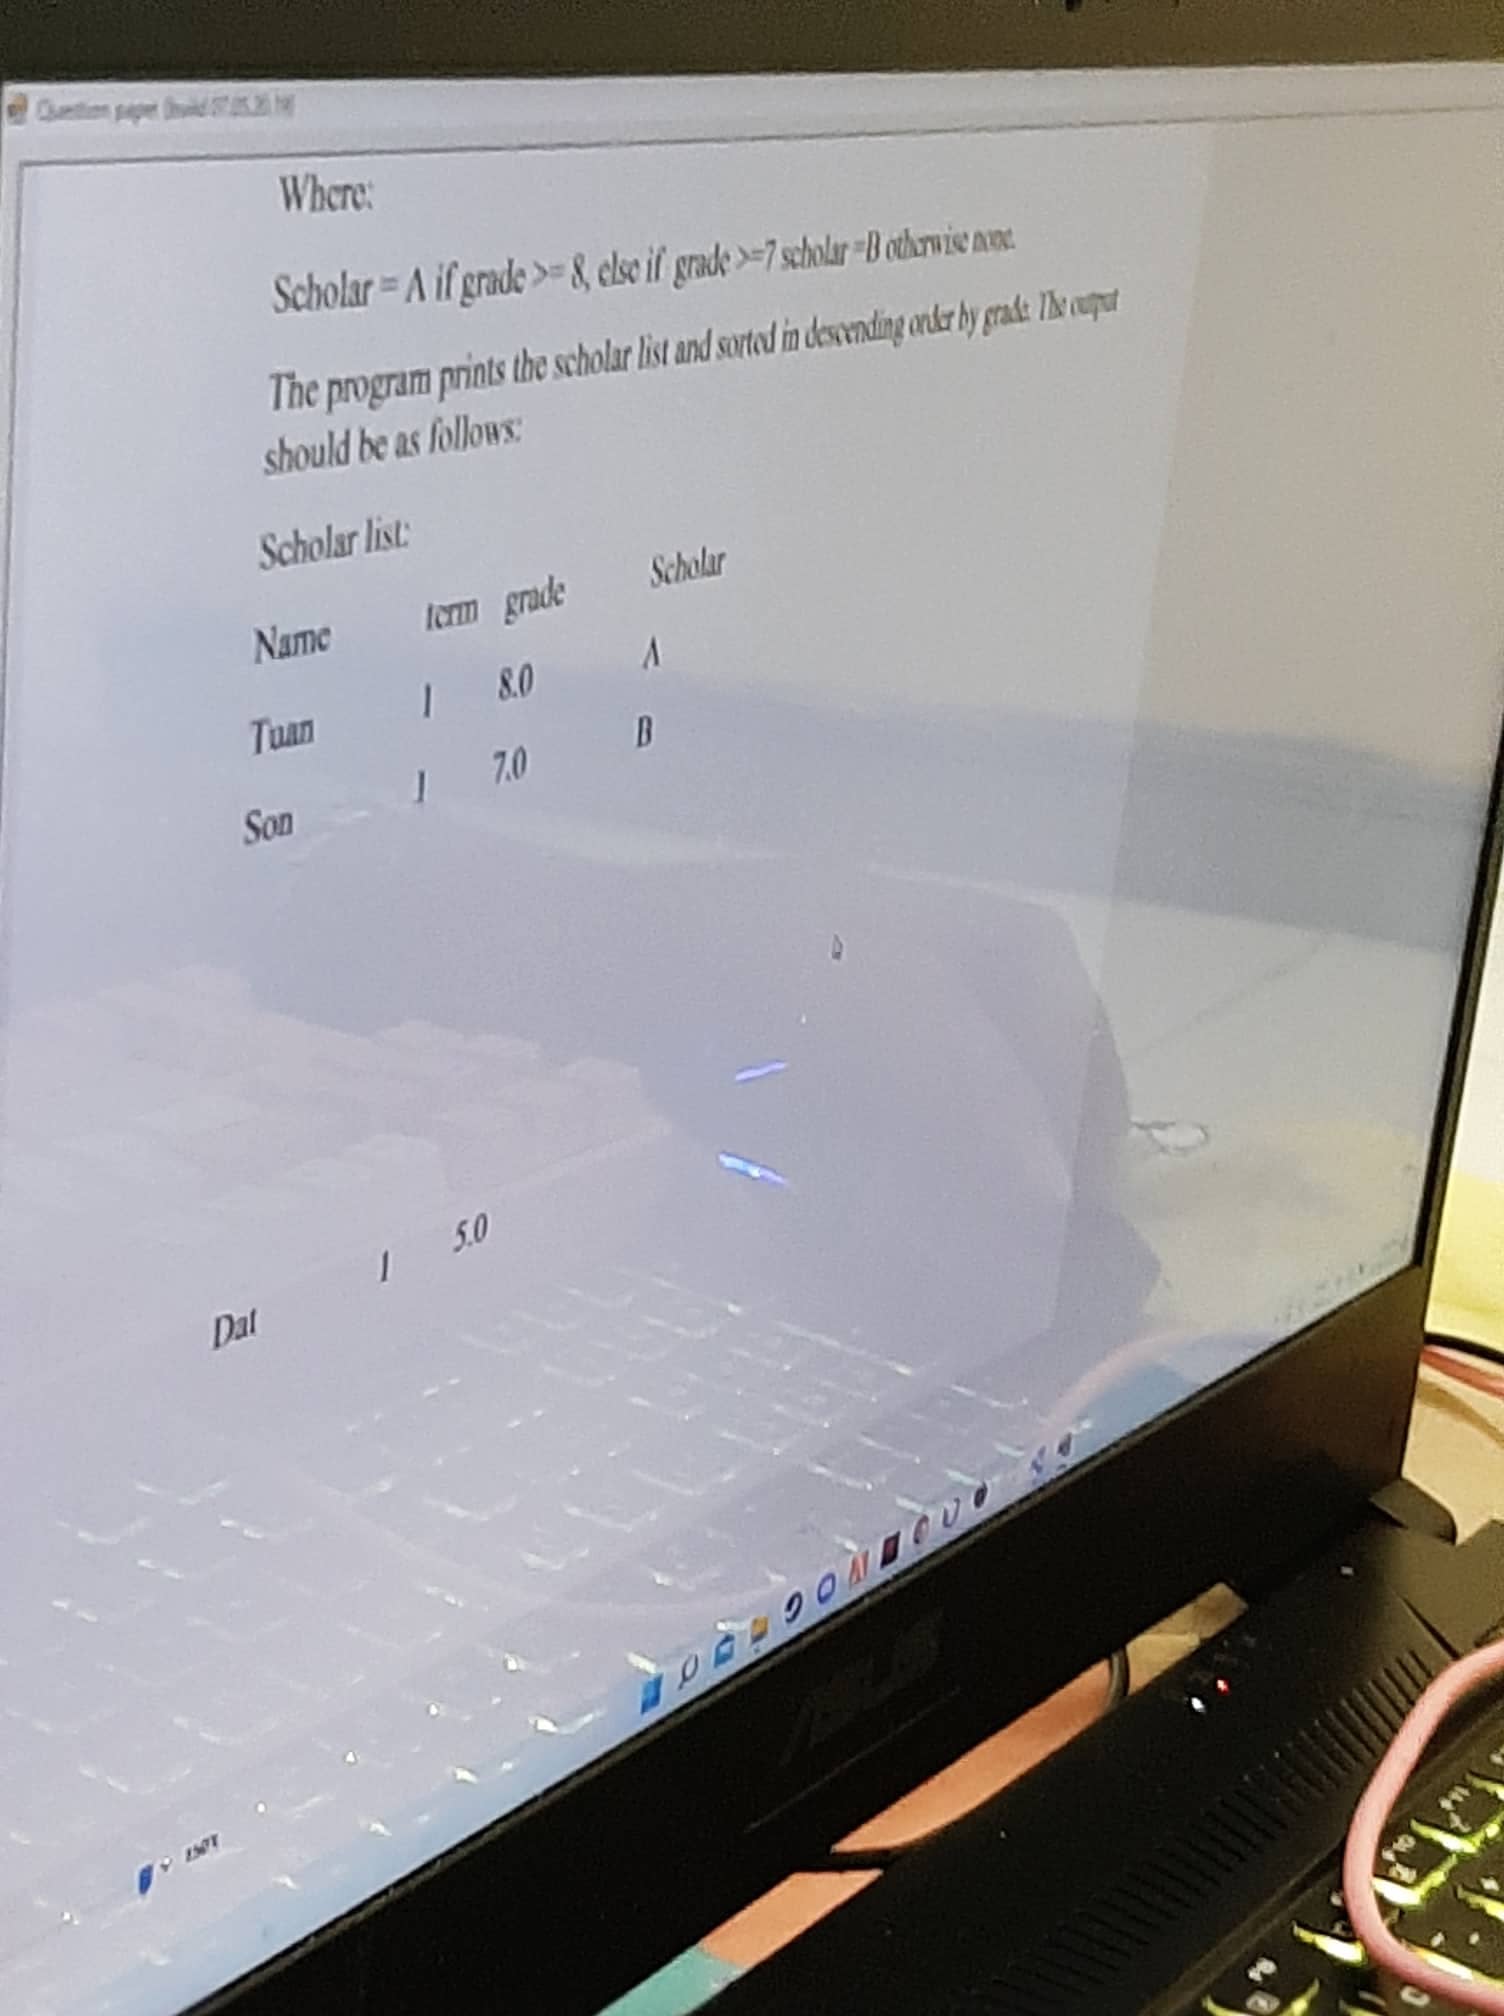 Question paper
Where:
Scholar = A if grade >= 8, else if grade >=7 scholar =B otherwise none.
The program prints the scholar list and sorted in descending order by grade. The output
should be as follows:
Scholar list:
Name term grade Scholar
Tuan 1 8.0 A
Son 1 7.0 B
Dat 1 5.0